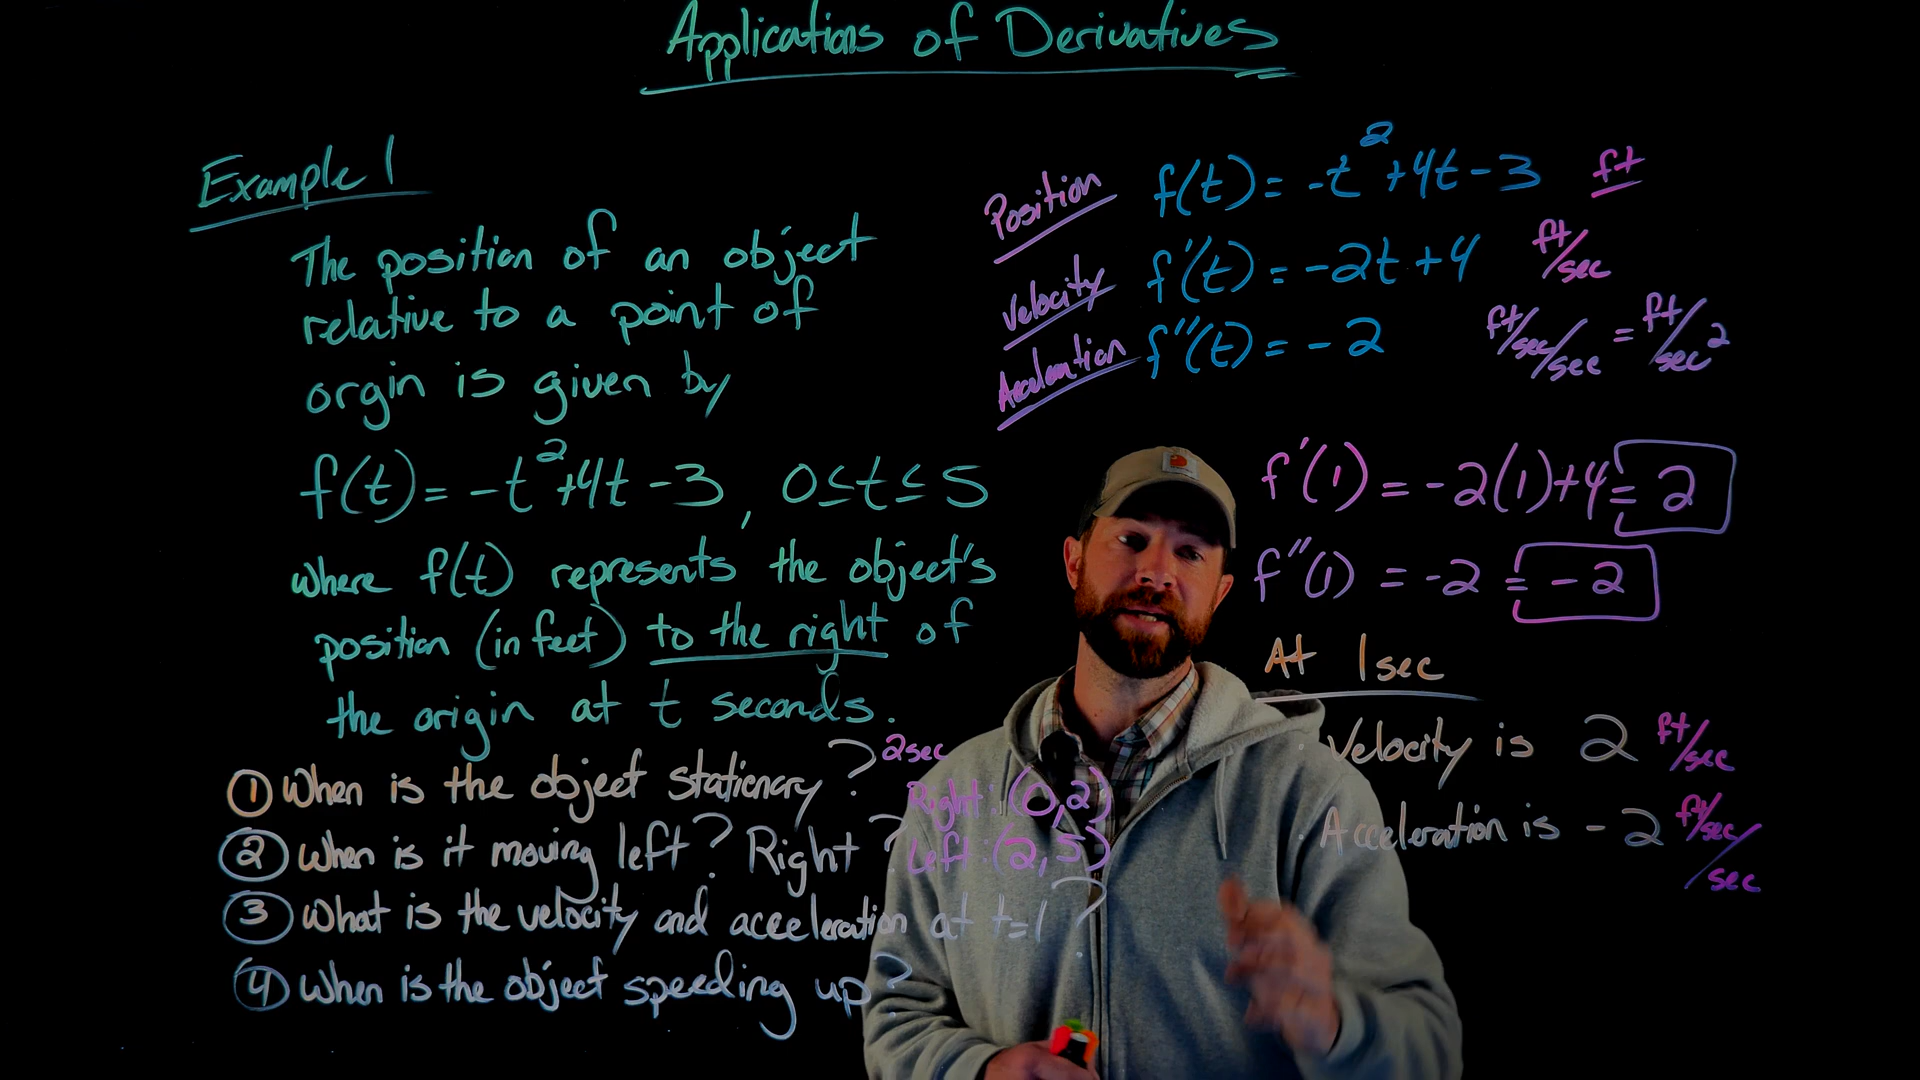 Applications of Derivatives
Example 1
The position of an object
relative to a point of
orgin is given by
f(t) = -t²+4t-3, 0≤t≤5
where f(t) represents the object's
position (in feet) to the right of
the origin at t seconds.
① When is the object stationary? 2sec
② When is it moving left? Right? Right: (0,2)
Left: (2,5)
③ What is the velocity and acceleration at t=1?
④ When is the object speeding up?
Position f(t) = -t²+4t-3 ft
Velocity f'(t) = -2t+4 ft/sec
Acceleration f''(t) = -2 ft/sec/sec = ft/sec²
f'(1) = -2(1)+4 = 2
f''(1) = -2 = -2
At 1sec
· Velocity is 2 ft/sec
· Acceleration is -2 ft/sec/sec